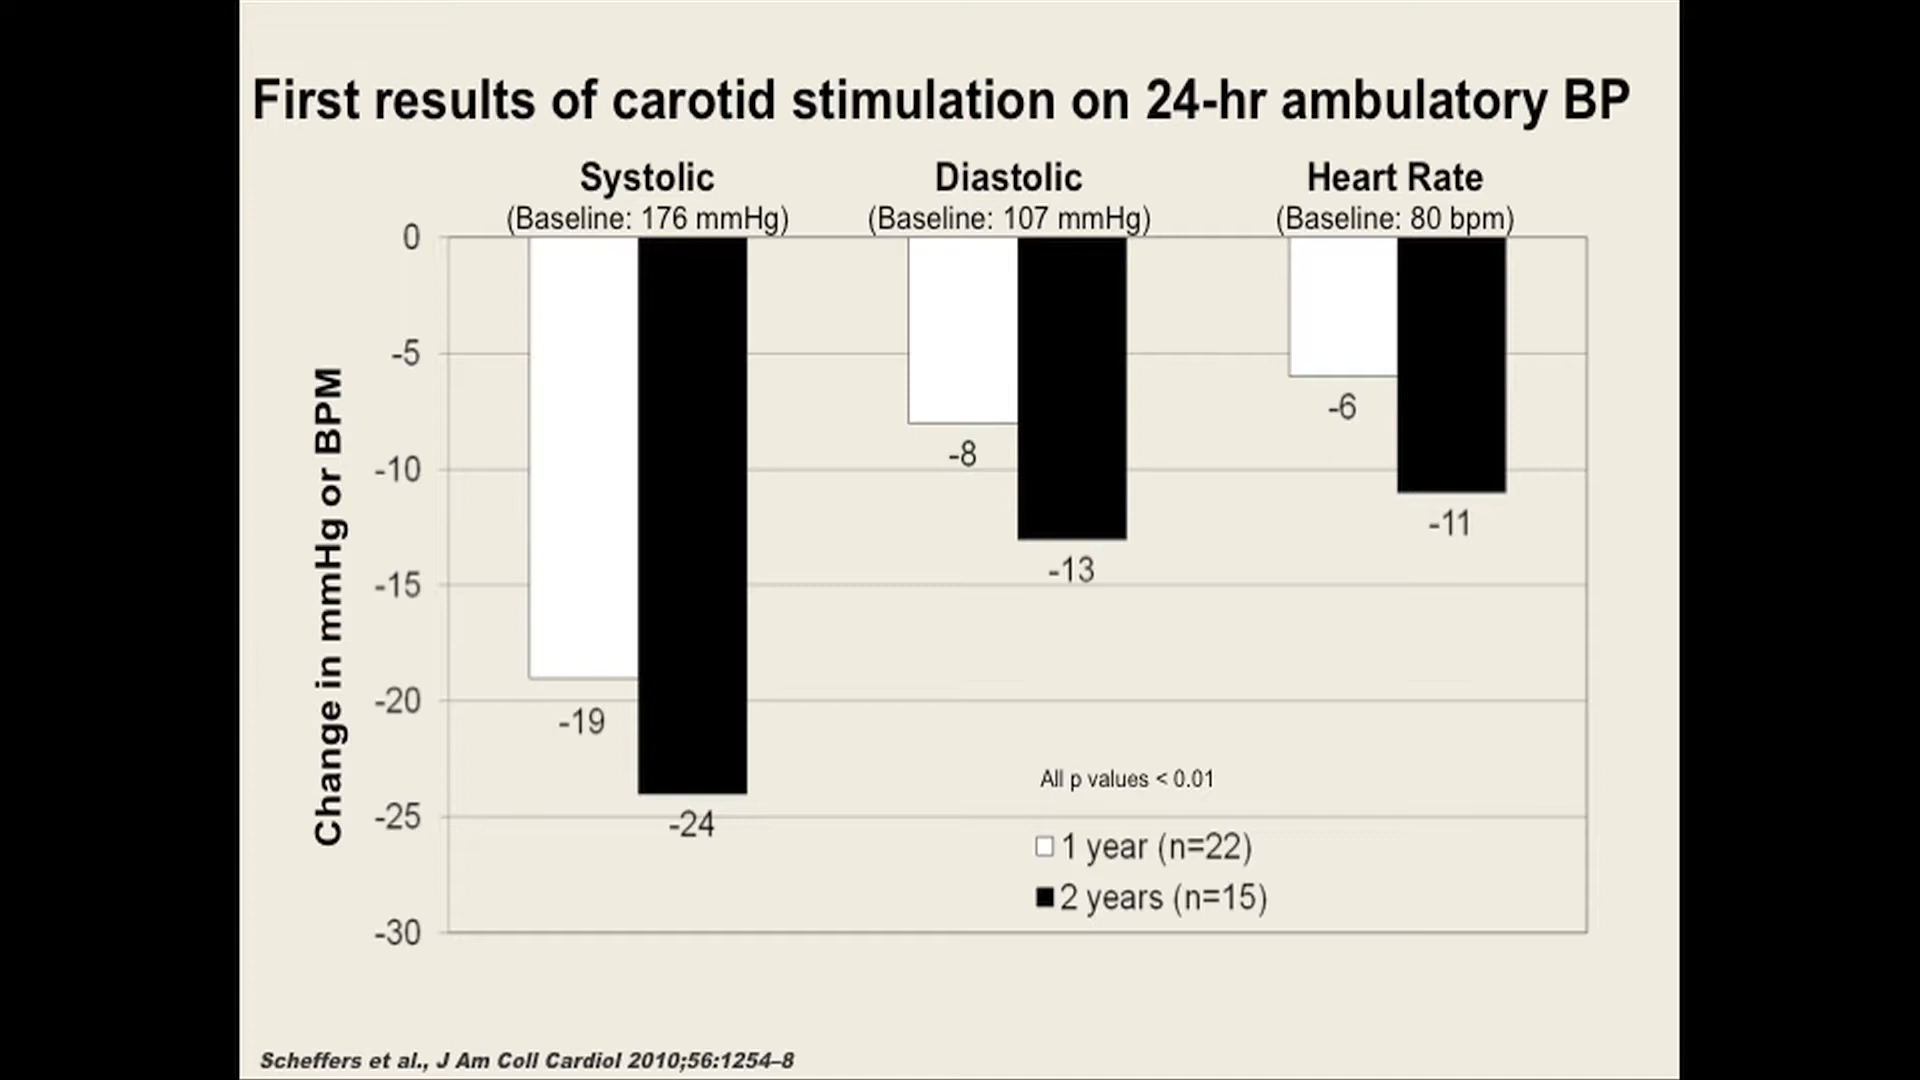 First results of carotid stimulation on 24-hr ambulatory BP
Systolic
(Baseline: 176 mmHg)
Diastolic
(Baseline: 107 mmHg)
Heart Rate
(Baseline: 80 bpm)
Change in mmHg or BPM
0
-5
-10
-15
-20
-25
-30
-19
-24
-8
-13
-6
-11
All p values < 0.01
1 year (n=22)
2 years (n=15)
Scheffers et al., J Am Coll Cardiol 2010;56:1254–8